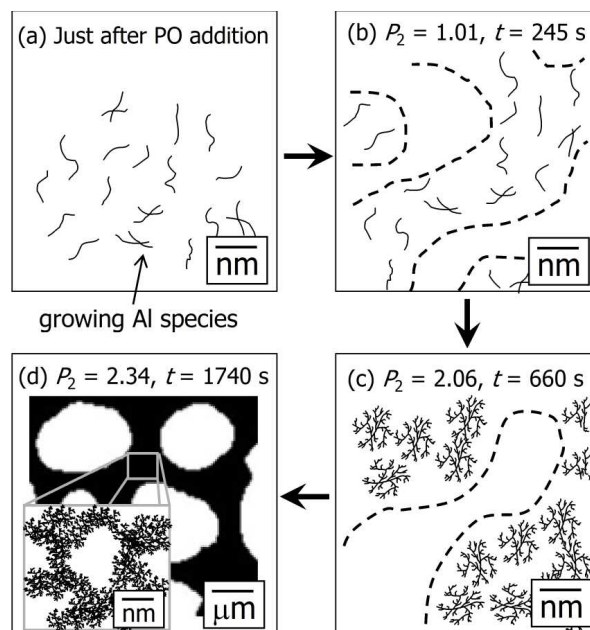 (a) Just after PO addition
nm
growing Al species
(b) P2 = 1.01, t = 245 s
nm
(d) P2 = 2.34, t = 1740 s
nm
μm
(c) P2 = 2.06, t = 660 s
nm